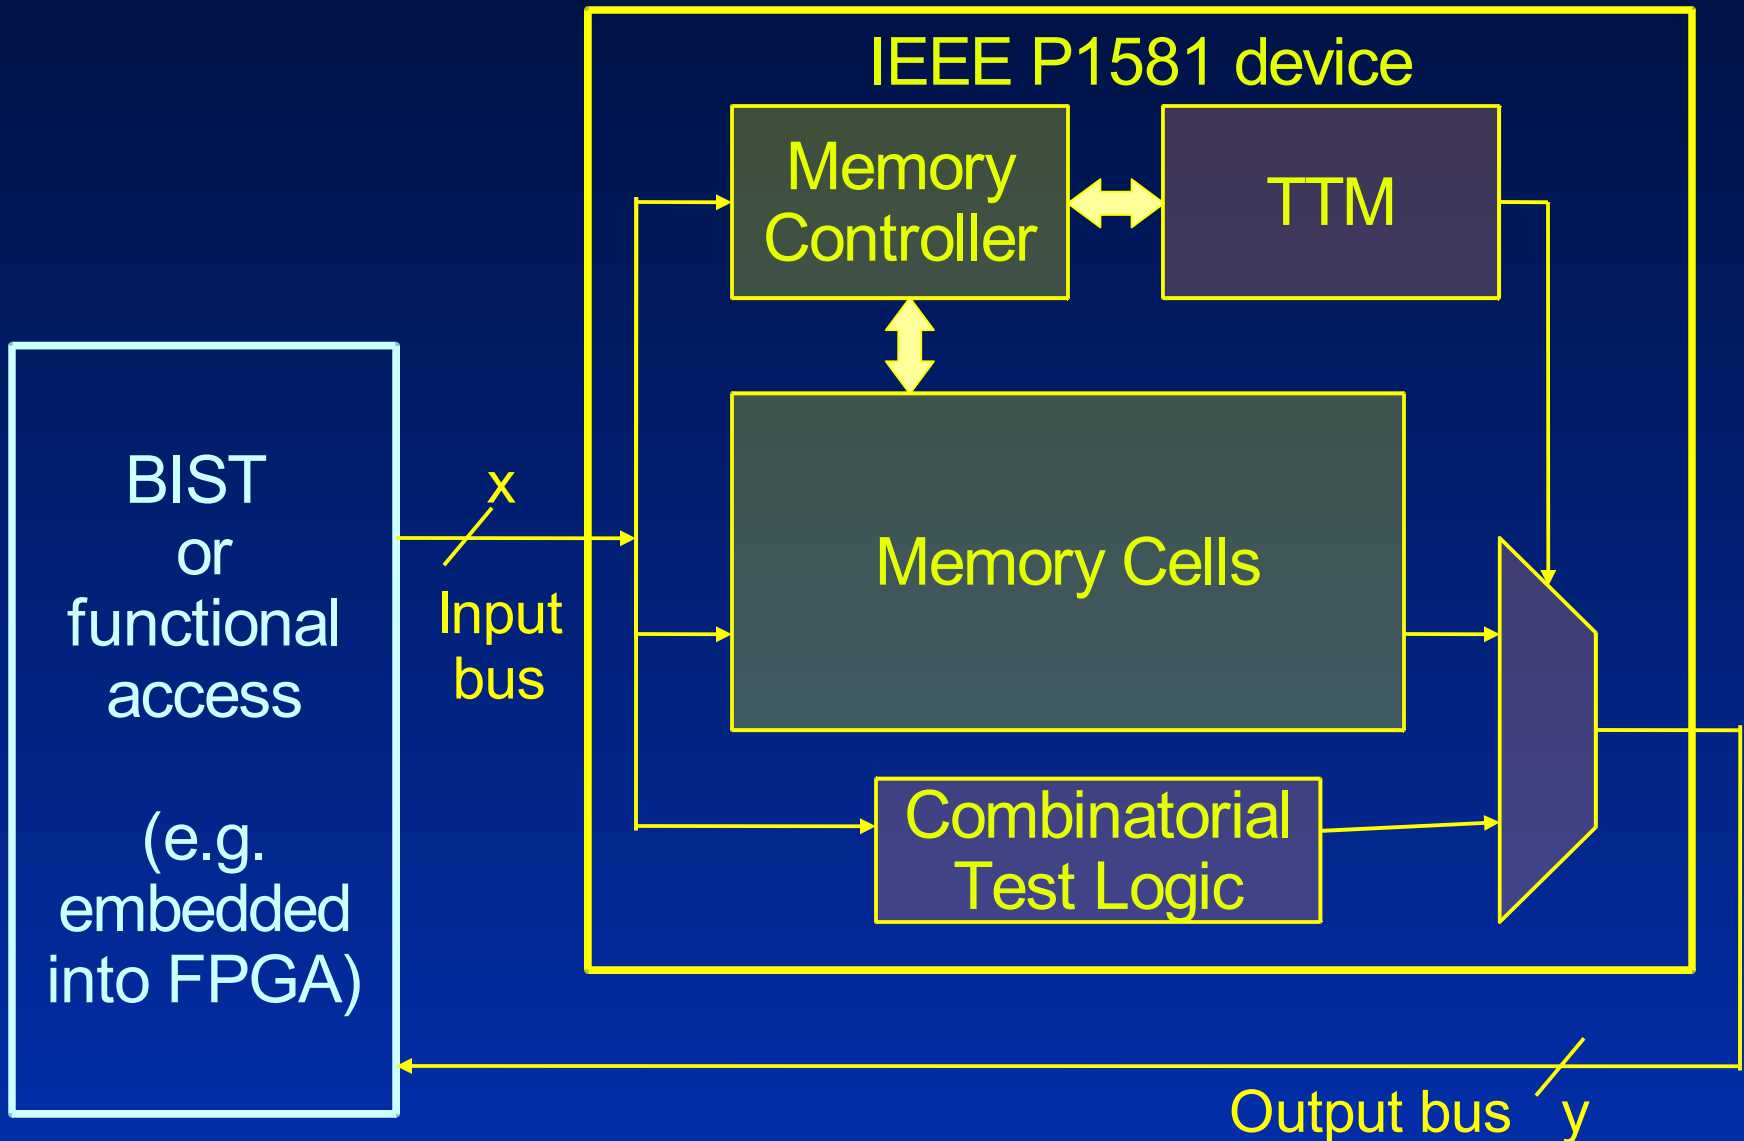 IEEE P1581 device
Memory
Controller
TTM
BIST
or
functional
access
(e.g.
embedded
into FPGA)
x
Input
bus
Memory Cells
Combinatorial
Test Logic
Output bus
y